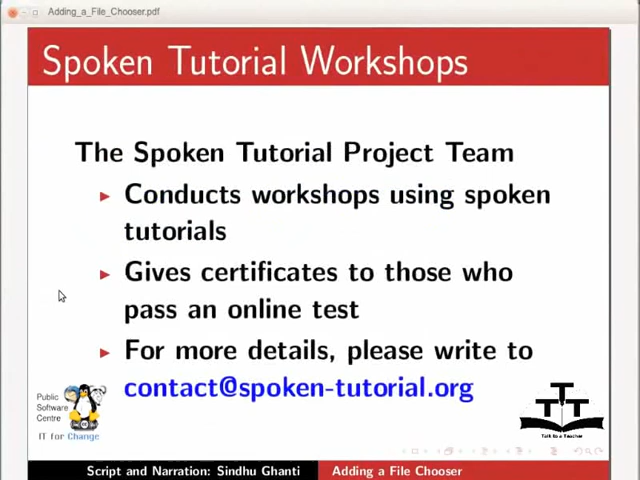 Adding_a_File_Chooser.pdf
Spoken Tutorial Workshops
The Spoken Tutorial Project Team
Conducts workshops using spoken
tutorials
Gives certificates to those who
pass an online test
For more details, please write to
contact@spoken-tutorial.org
Public
Software
Centre
IT for Change
TTT
Talk to a Teacher
Script and Narration: Sindhu Ghanti
Adding a File Chooser